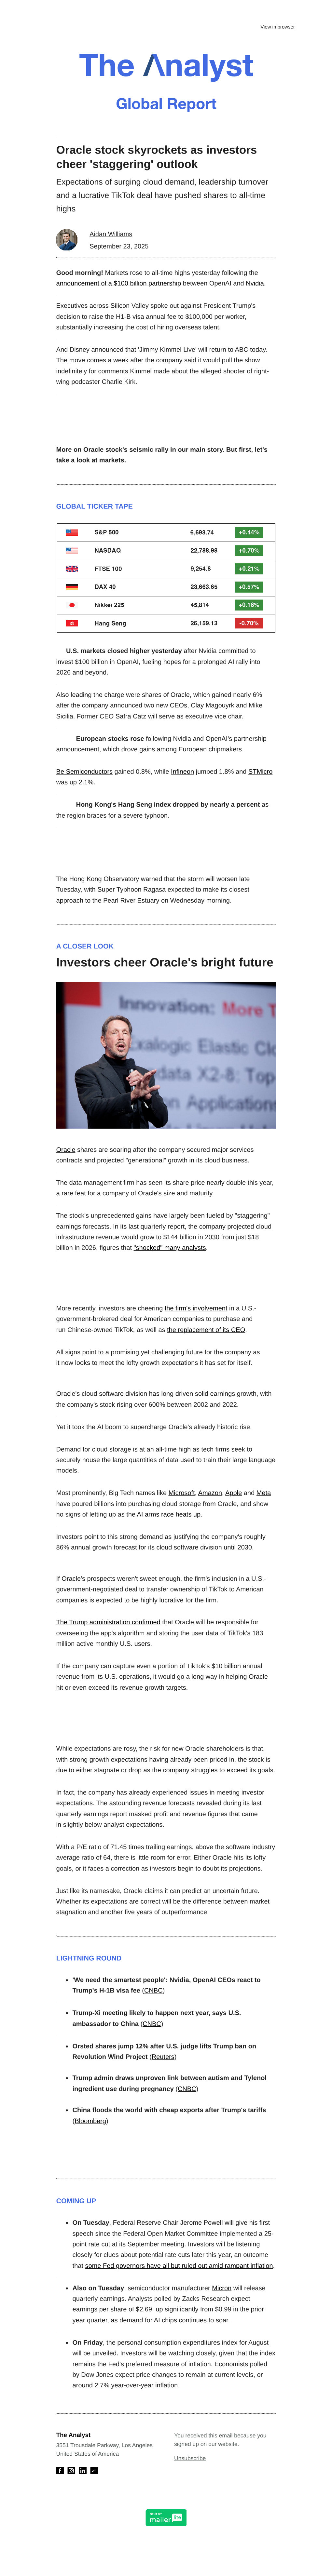 View in browser
The Analyst
Global Report
Oracle stock skyrockets as investors
cheer 'staggering' outlook
Expectations of surging cloud demand, leadership turnover
and a lucrative TikTok deal have pushed shares to all-time
highs
Aidan Williams
September 23, 2025
Good morning! Markets rose to all-time highs yesterday following the
announcement of a $100 billion partnership between OpenAI and Nvidia.
Executives across Silicon Valley spoke out against President Trump's
decision to raise the H1-B visa annual fee to $100,000 per worker,
substantially increasing the cost of hiring overseas talent.
And Disney announced that 'Jimmy Kimmel Live' will return to ABC today.
The move comes a week after the company said it would pull the show
indefinitely for comments Kimmel made about the alleged shooter of right-
wing podcaster Charlie Kirk.
More on Oracle stock's seismic rally in our main story. But first, let's
take a look at markets.
GLOBAL TICKER TAPE
S&P 500 6,693.74 +0.44%
NASDAQ 22,788.98 +0.70%
FTSE 100 9,254.8 +0.21%
DAX 40 23,663.65 +0.57%
Nikkei 225 45,814 +0.18%
Hang Seng 26,159.13 -0.70%
U.S. markets closed higher yesterday after Nvidia committed to
invest $100 billion in OpenAI, fueling hopes for a prolonged AI rally into
2026 and beyond.
Also leading the charge were shares of Oracle, which gained nearly 6%
after the company announced two new CEOs, Clay Magouyrk and Mike
Sicilia. Former CEO Safra Catz will serve as executive vice chair.
European stocks rose following Nvidia and OpenAI's partnership
announcement, which drove gains among European chipmakers.
Be Semiconductors gained 0.8%, while Infineon jumped 1.8% and STMicro
was up 2.1%.
Hong Kong's Hang Seng index dropped by nearly a percent as
the region braces for a severe typhoon.
The Hong Kong Observatory warned that the storm will worsen late
Tuesday, with Super Typhoon Ragasa expected to make its closest
approach to the Pearl River Estuary on Wednesday morning.
A CLOSER LOOK
Investors cheer Oracle's bright future
Innovation: More T
Exalogic Elastic Cl
Data X2-8: T
on Application
Oracle shares are soaring after the company secured major services
contracts and projected "generational" growth in its cloud business.
The data management firm has seen its share price nearly double this year,
a rare feat for a company of Oracle's size and maturity.
The stock's unprecedented gains have largely been fueled by "staggering"
earnings forecasts. In its last quarterly report, the company projected cloud
infrastructure revenue would grow to $144 billion in 2030 from just $18
billion in 2026, figures that "shocked" many analysts.
More recently, investors are cheering the firm's involvement in a U.S.-
government-brokered deal for American companies to purchase and
run Chinese-owned TikTok, as well as the replacement of its CEO.
All signs point to a promising yet challenging future for the company as
it now looks to meet the lofty growth expectations it has set for itself.
Oracle's cloud software division has long driven solid earnings growth, with
the company's stock rising over 600% between 2002 and 2022.
Yet it took the AI boom to supercharge Oracle's already historic rise.
Demand for cloud storage is at an all-time high as tech firms seek to
securely house the large quantities of data used to train their large language
models.
Most prominently, Big Tech names like Microsoft, Amazon, Apple and Meta
have poured billions into purchasing cloud storage from Oracle, and show
no signs of letting up as the AI arms race heats up.
Investors point to this strong demand as justifying the company's roughly
86% annual growth forecast for its cloud software division until 2030.
If Oracle's prospects weren't sweet enough, the firm's inclusion in a U.S.-
government-negotiated deal to transfer ownership of TikTok to American
companies is expected to be highly lucrative for the firm.
The Trump administration confirmed that Oracle will be responsible for
overseeing the app's algorithm and storing the user data of TikTok's 183
million active monthly U.S. users.
If the company can capture even a portion of TikTok's $10 billion annual
revenue from its U.S. operations, it would go a long way in helping Oracle
hit or even exceed its revenue growth targets.
While expectations are rosy, the risk for new Oracle shareholders is that,
with strong growth expectations having already been priced in, the stock is
due to either stagnate or drop as the company struggles to exceed its goals.
In fact, the company has already experienced issues in meeting investor
expectations. The astounding revenue forecasts revealed during its last
quarterly earnings report masked profit and revenue figures that came
in slightly below analyst expectations.
With a P/E ratio of 71.45 times trailing earnings, above the software industry
average ratio of 64, there is little room for error. Either Oracle hits its lofty
goals, or it faces a correction as investors begin to doubt its projections.
Just like its namesake, Oracle claims it can predict an uncertain future.
Whether its expectations are correct will be the difference between market
stagnation and another five years of outperformance.
LIGHTNING ROUND
• 'We need the smartest people': Nvidia, OpenAI CEOs react to
Trump's H-1B visa fee (CNBC)
• Trump-Xi meeting likely to happen next year, says U.S.
ambassador to China (CNBC)
• Orsted shares jump 12% after U.S. judge lifts Trump ban on
Revolution Wind Project (Reuters)
• Trump admin draws unproven link between autism and Tylenol
ingredient use during pregnancy (CNBC)
• China floods the world with cheap exports after Trump's tariffs
(Bloomberg)
COMING UP
• On Tuesday, Federal Reserve Chair Jerome Powell will give his first
speech since the Federal Open Market Committee implemented a 25-
point rate cut at its September meeting. Investors will be listening
closely for clues about potential rate cuts later this year, an outcome
that some Fed governors have all but ruled out amid rampant inflation.
• Also on Tuesday, semiconductor manufacturer Micron will release
quarterly earnings. Analysts polled by Zacks Research expect
earnings per share of $2.69, up significantly from $0.99 in the prior
year quarter, as demand for AI chips continues to soar.
• On Friday, the personal consumption expenditures index for August
will be unveiled. Investors will be watching closely, given that the index
remains the Fed's preferred measure of inflation. Economists polled
by Dow Jones expect price changes to remain at current levels, or
around 2.7% year-over-year inflation.
The Analyst
3551 Trousdale Parkway, Los Angeles
United States of America
You received this email because you
signed up on our website.
Unsubscribe
mailer lite